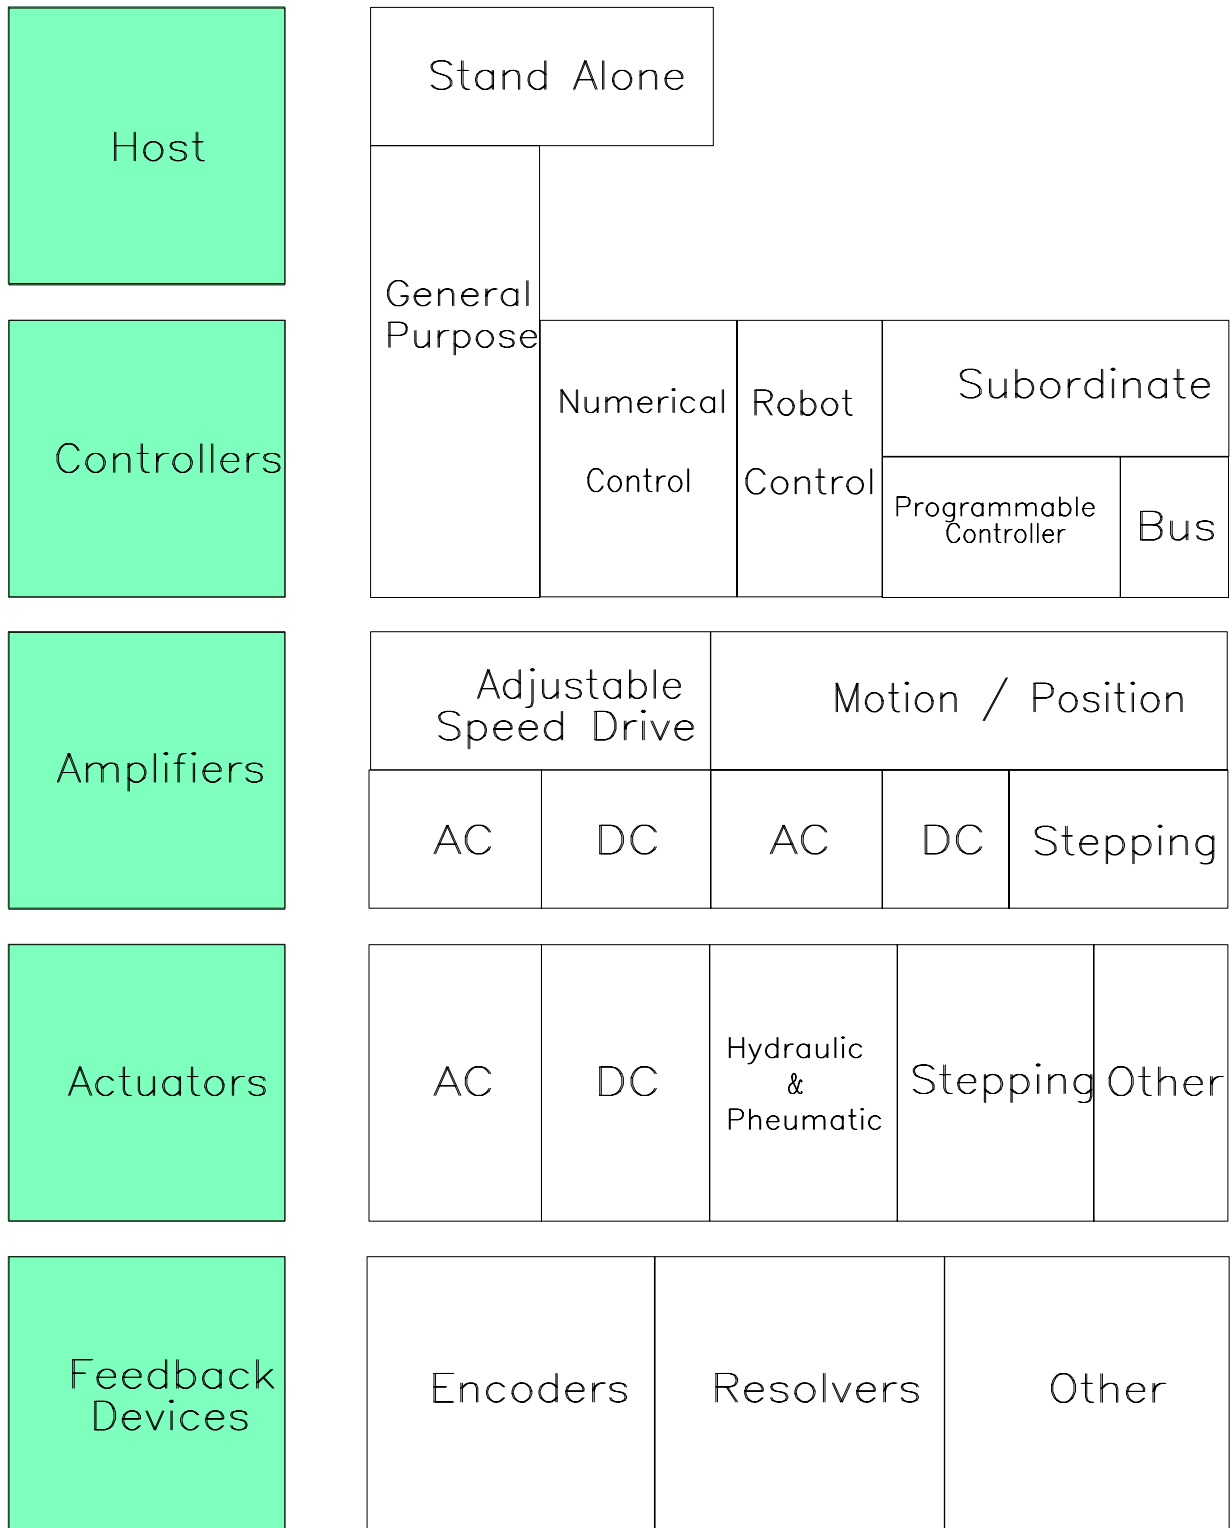 Host
Stand Alone
General
Purpose
Controllers
Numerical
Control
Robot
Control
Subordinate
Programmable
Controller
Bus
Amplifiers
Adjustable
Speed Drive
Motion / Position
AC
DC
AC
DC
Stepping
Actuators
AC
DC
Hydraulic
&
Pheumatic
Stepping
Other
Feedback
Devices
Encoders
Resolvers
Other